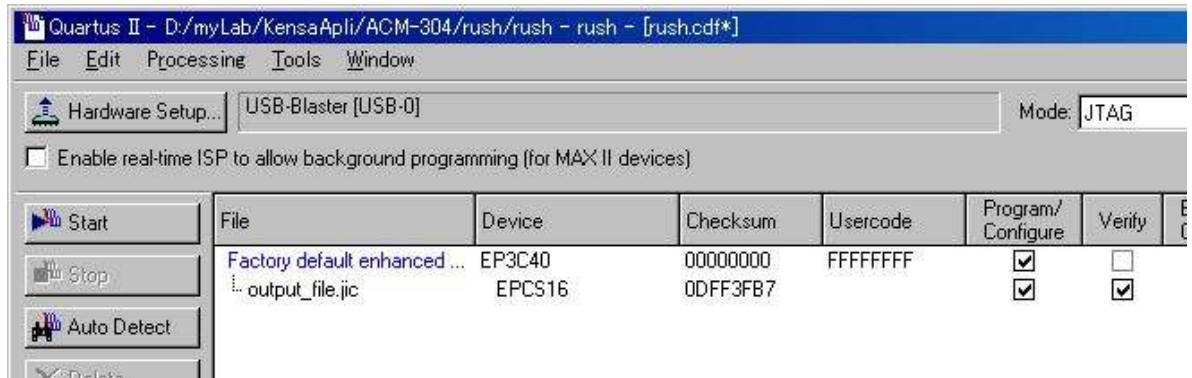 Quartus II - D:/myLab/KensaApli/ACM-304/rush/rush - rush - [rush.cdf*]
File Edit Processing Tools Window
Hardware Setup... USB-Blaster [USB-0] Mode: JTAG
Enable real-time ISP to allow background programming (for MAX II devices)
Start
Stop
Auto Detect
Delete
File Device Checksum Usercode Program/ Configure Verify
Factory default enhanced ... EP3C40 00000000 FFFFFFFF
output_file.jic EPCS16 0DFF3FB7